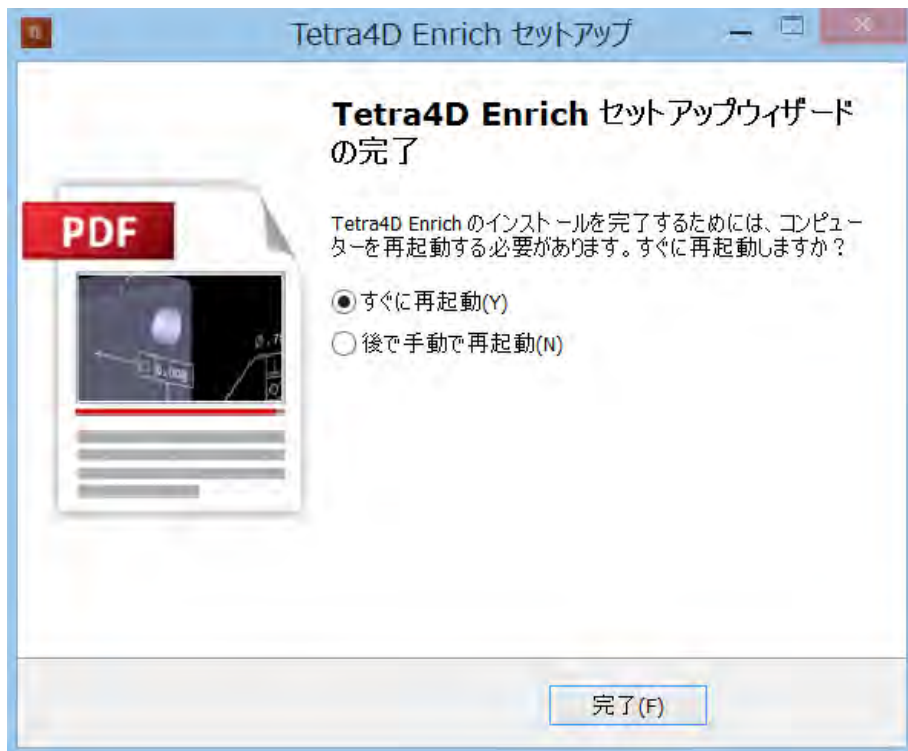 Tetra4D Enrich セットアップ
Tetra4D Enrich セットアップウィザード
の完了
PDF
Tetra4D Enrich のインストールを完了するためには、コンピュー
ターを再起動する必要があります。すぐに再起動しますか？
すぐに再起動(Y)
後で手動で再起動(N)
0.008
完了(F)